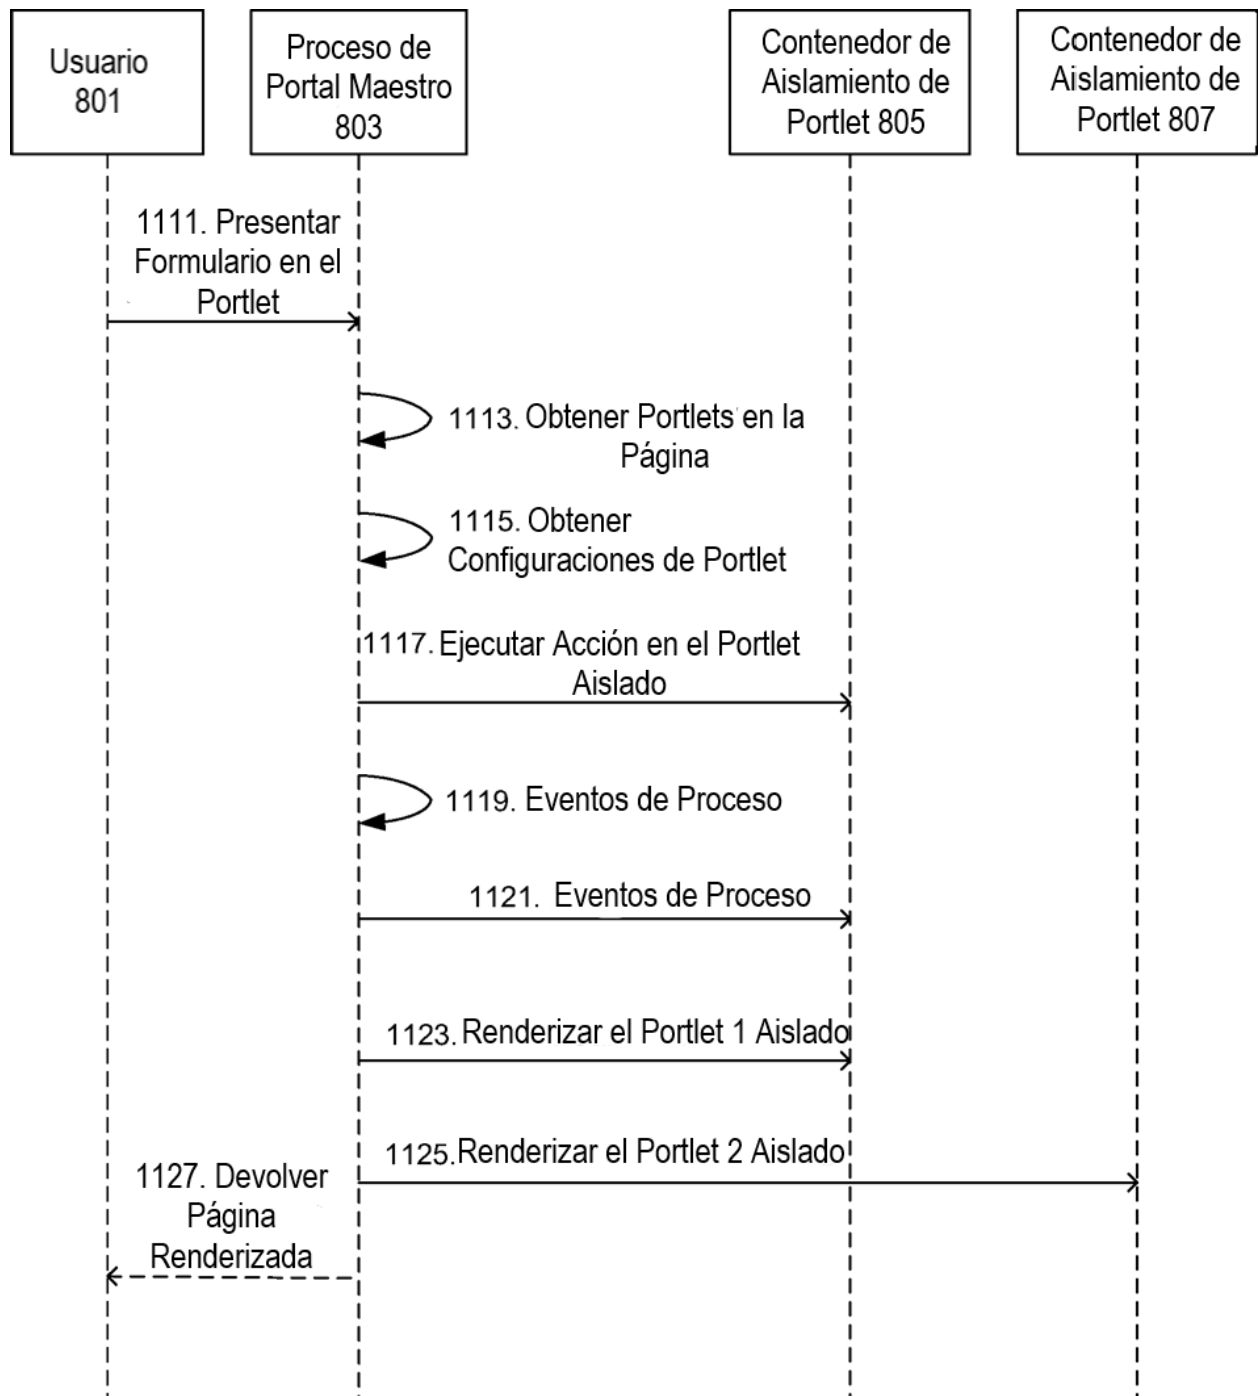 Usuario
801
Proceso de
Portal Maestro
803
Contenedor de
Aislamiento de
Portlet 805
Contenedor de
Aislamiento de
Portlet 807
1111. Presentar
Formulario en el
Portlet
1113. Obtener Portlets en la
Página
1115. Obtener
Configuraciones de Portlet
1117. Ejecutar Acción en el Portlet
Aislado
1119. Eventos de Proceso
1121. Eventos de Proceso
1123. Renderizar el Portlet 1 Aislado
1125. Renderizar el Portlet 2 Aislado
1127. Devolver
Página
Renderizada